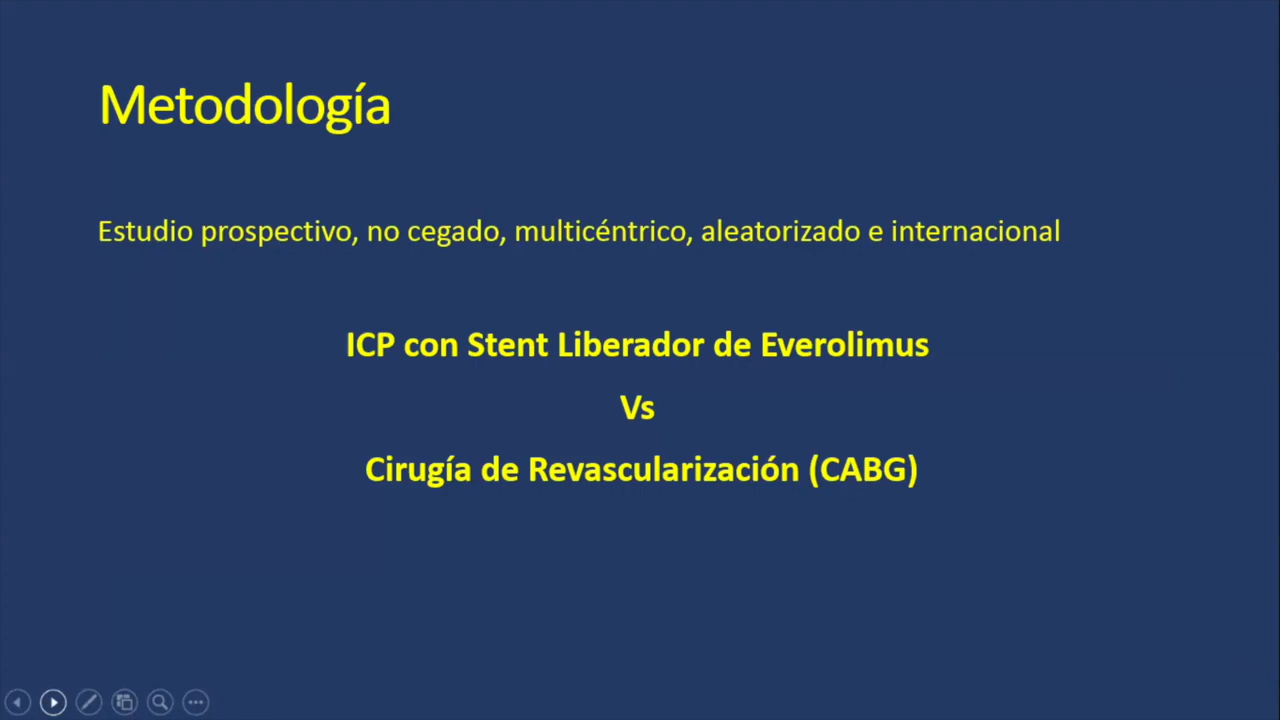 Metodología
Estudio prospectivo, no cegado, multicéntrico, aleatorizado e internacional
ICP con Stent Liberador de Everolimus
Vs
Cirugía de Revascularización (CABG)